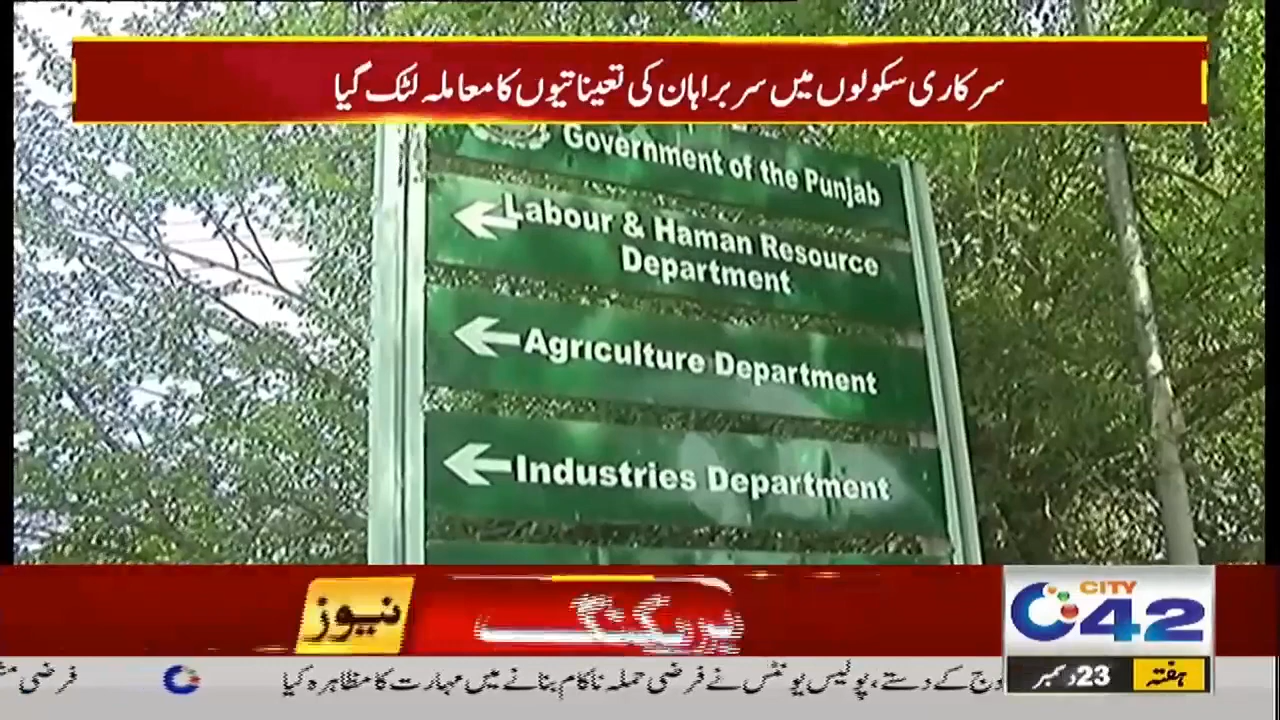 سرکاری سکولوں میں سربراہان کی تعیناتیوں کا معاملہ لٹک گیا
Government of the Punjab
Labour & Haman Resource
Department
Agriculture Department
Industries Department
بریکنگ نیوز
CITY
42
ہفتہ 23 دسمبر
کے دستے، پولیس یونٹس نے فرضی حملہ ناکام بنانے میں مہارت کا مظاہرہ کیا
فرضی